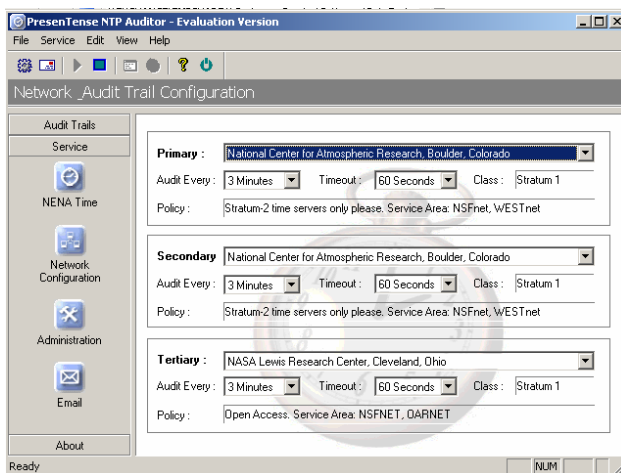 PresenTense NTP Auditor - Evaluation Version
File Service Edit View Help
Network _Audit Trail Configuration
Audit Trails
Service
NENA Time
Network
Configuration
Administration
Email
About
Primary : National Center for Atmospheric Research, Boulder, Colorado
Audit Every : 3 Minutes Timeout : 60 Seconds Class : Stratum 1
Policy : Stratum-2 time servers only please. Service Area: NSFnet, WESTnet
Secondary National Center for Atmospheric Research, Boulder, Colorado
Audit Every : 3 Minutes Timeout : 60 Seconds Class : Stratum 1
Policy : Stratum-2 time servers only please. Service Area: NSFnet, WESTnet
Tertiary : NASA Lewis Research Center, Cleveland, Ohio
Audit Every : 3 Minutes Timeout : 60 Seconds Class : Stratum 1
Policy : Open Access. Service Area: NSFNET, OARNET
Ready NUM